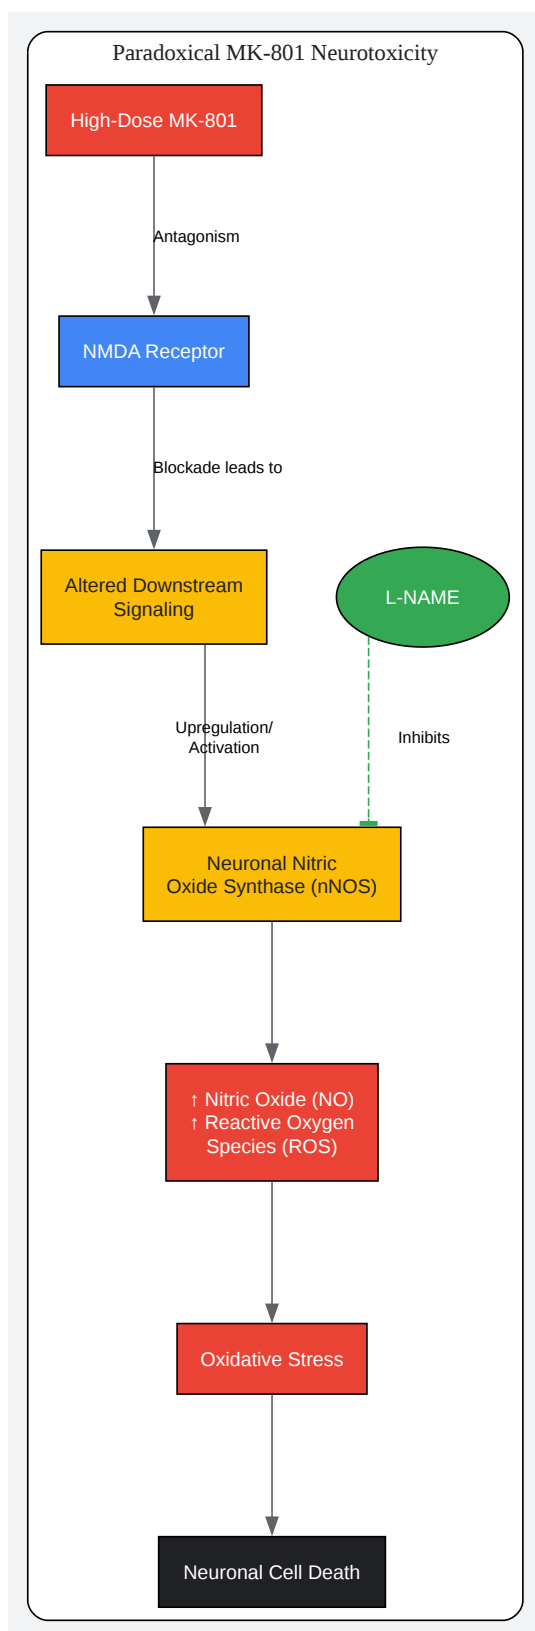 Paradoxical MK-801 Neurotoxicity
High-Dose MK-801
Antagonism
NMDA Receptor
Blockade leads to
Altered Downstream
Signaling
L-NAME
Upregulation/
Activation
Inhibits
Neuronal Nitric
Oxide Synthase (nNOS)
↑ Nitric Oxide (NO)
↑ Reactive Oxygen
Species (ROS)
Oxidative Stress
Neuronal Cell Death